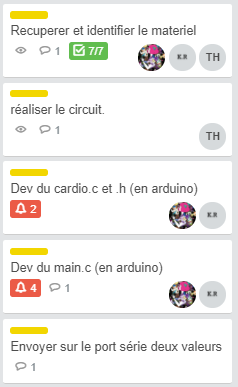 Recuperer et identifier le materiel
1 7/7 K.R TH
réaliser le circuit.
1
TH
Dev du cardio.c et .h (en arduino)
2
K.R
Dev du main.c (en arduino)
4 1
K.R
Envoyer sur le port série deux valeurs
1